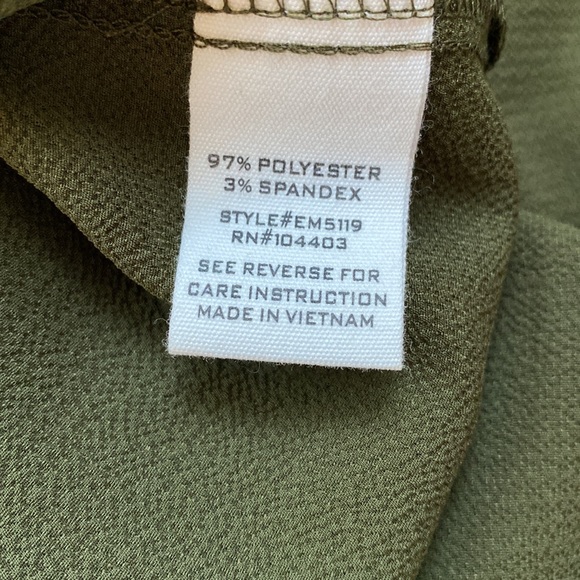 97% POLYESTER
3% SPANDEX
STYLE#EM5119
RN#104403
SEE REVERSE FOR
CARE INSTRUCTION
MADE IN VIETNAM